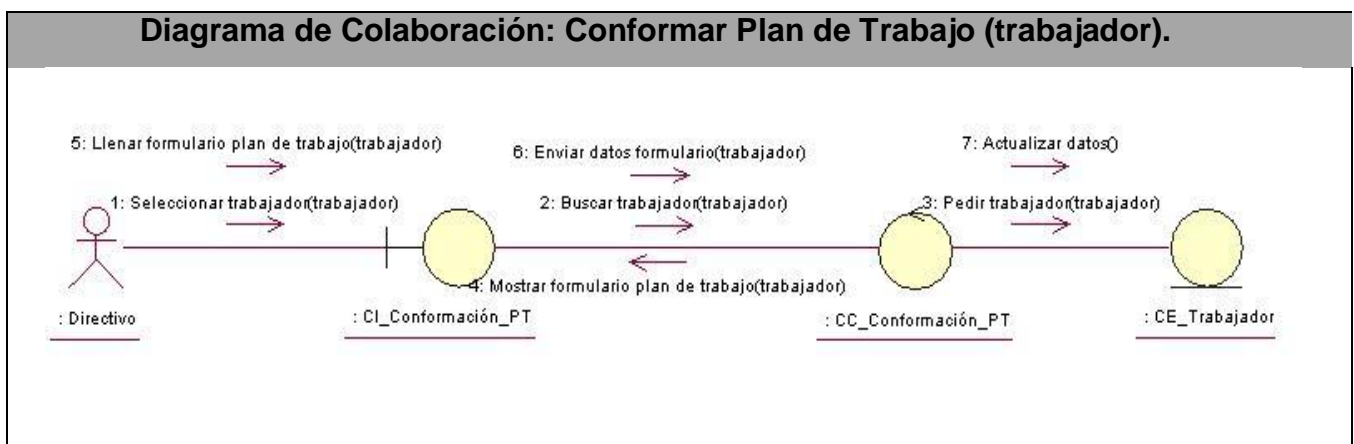 Diagrama de Colaboración: Conformar Plan de Trabajo (trabajador).
5: Llenar formulario plan de trabajo(trabajador)
6: Enviar datos formulario(trabajador)
7: Actualizar datos()
1: Seleccionar trabajador(trabajador)
2: Buscar trabajador(trabajador)
3: Pedir trabajador(trabajador)
4: Mostrar formulario plan de trabajo(trabajador)
: Directivo
: CI_Conformación_PT
: CC_Conformación_PT
: CE_Trabajador